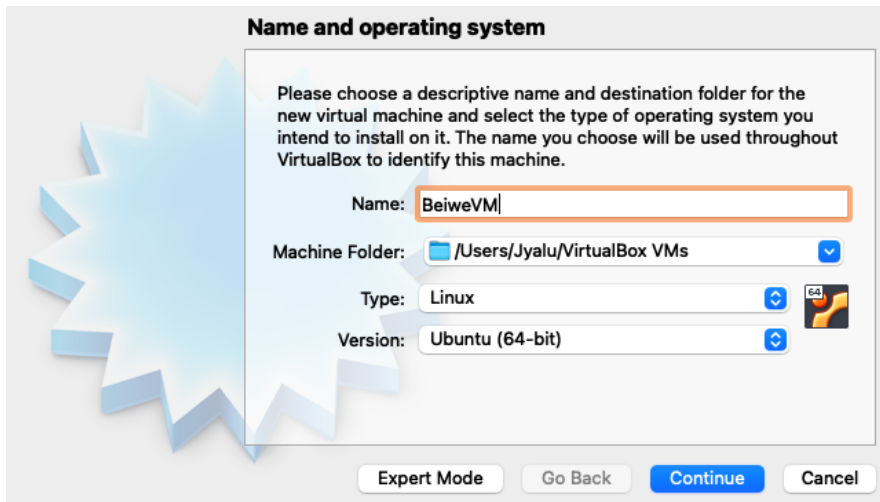 Name and operating system
Please choose a descriptive name and destination folder for the
new virtual machine and select the type of operating system you
intend to install on it. The name you choose will be used throughout
VirtualBox to identify this machine.
Name: BeiweVM
Machine Folder: /Users/Jyalu/VirtualBox VMs
Type: Linux
64
Version: Ubuntu (64-bit)
Expert Mode Go Back Continue Cancel